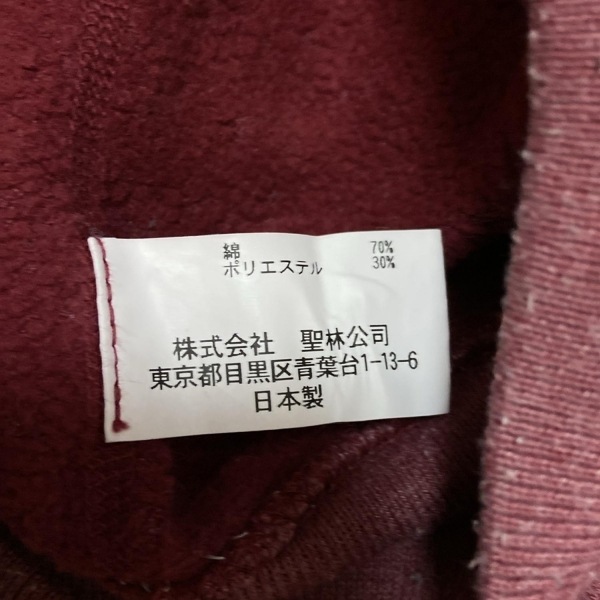 綿 70%
ポリエステル 30%
株式会社 聖林公司
東京都目黒区青葉台1-13-6
日本製